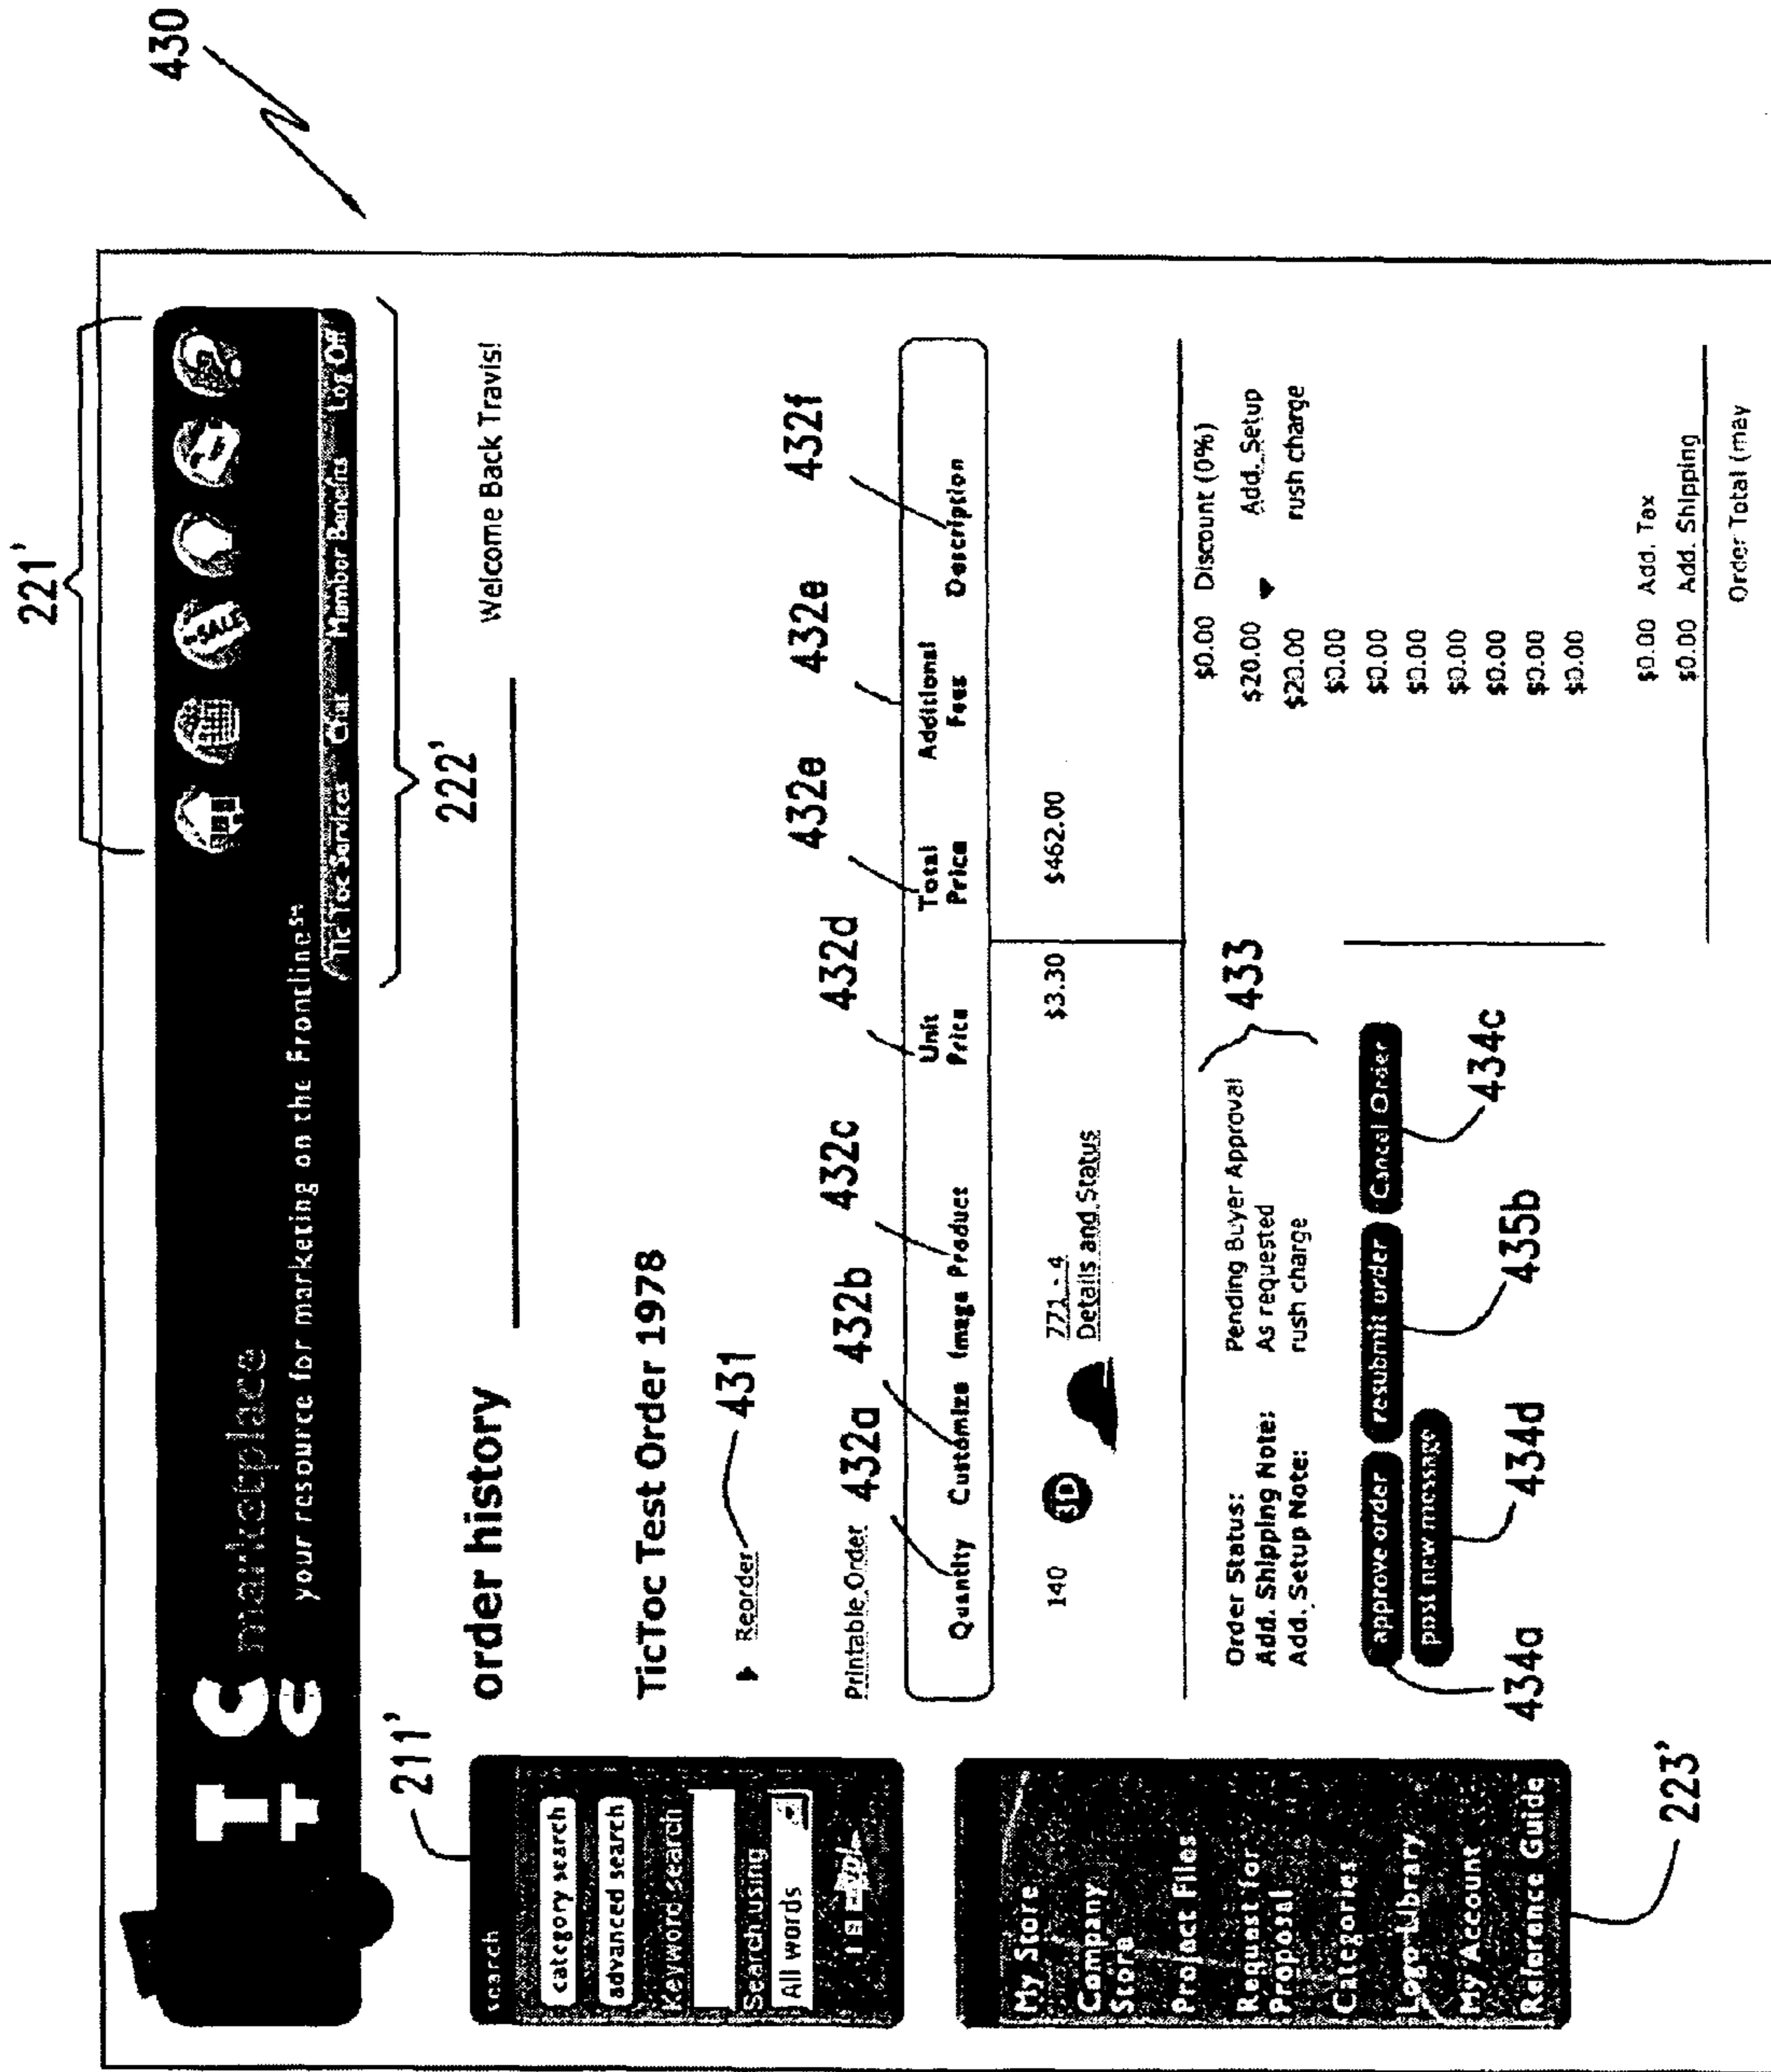 430
221'
marketplace
your resource for marketing on the Frontline
Tic Toc Services Chat Member Benefits Log Off
SALE
222'
211'
search
category search
advanced search
Keyword search
Search using
All words
order history
Welcome Back Travis!
TicToc Test Order 1978
Reorder
431
Printable Order
432a
432b
432c
432d
432e
432e
432f
Quantity Customize Image Product Unit Price Total Price Additional Fees Description
140
3D
771 - 4
Details and Status
$3.30
$462.00
My Store
Company Store
Project Files
Request for Proposal
Categories
Logo Library
My Account
Reference Guide
223'
Order Status: Pending Buyer Approval
Add. Shipping Note: As requested
Add. Setup Note: rush charge
433
approve order
resubmit order
Cancel Order
post new message
434a
434d
435b
434c
$0.00 Discount (0%)
$20.00 Add. Setup
$20.00 rush charge
$0.00
$0.00
$0.00
$0.00
$0.00
$0.00
$0.00 Add. Tax
$0.00 Add. Shipping
Order Total (may